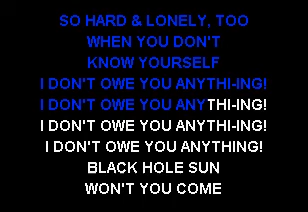 SO HARD & LONELY, TOO
WHEN YOU DON'T
KNOW YOURSELF
I DON'T OWE YOU ANYTHI-ING!
I DON'T OWE YOU ANYTHI-ING!
I DON'T OWE YOU ANYTHI-ING!
I DON'T OWE YOU ANYTHING!
BLACK HOLE SUN
WON'T YOU COME